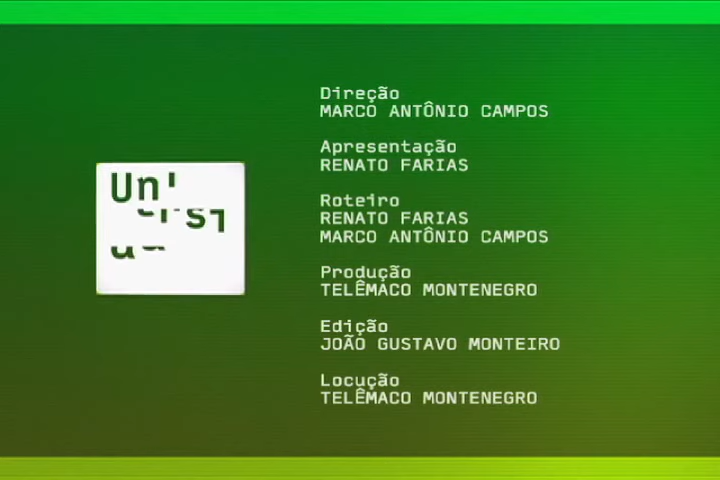 Direção
MARCO ANTÔNIO CAMPOS
Apresentação
RENATO FARIAS
Roteiro
RENATO FARIAS
MARCO ANTÔNIO CAMPOS
Produção
TELÊMACO MONTENEGRO
Edição
JOÃO GUSTAVO MONTEIRO
Locução
TELÊMACO MONTENEGRO